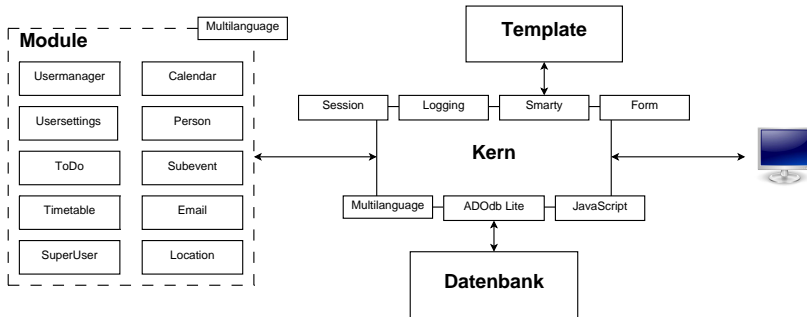 Multilanguage
Template
Module
Usermanager
Calendar
Session
Logging
Smarty
Form
Usersettings
Person
Kern
ToDo
Subevent
Timetable
Email
Multilanguage
ADOdb Lite
JavaScript
SuperUser
Location
Datenbank